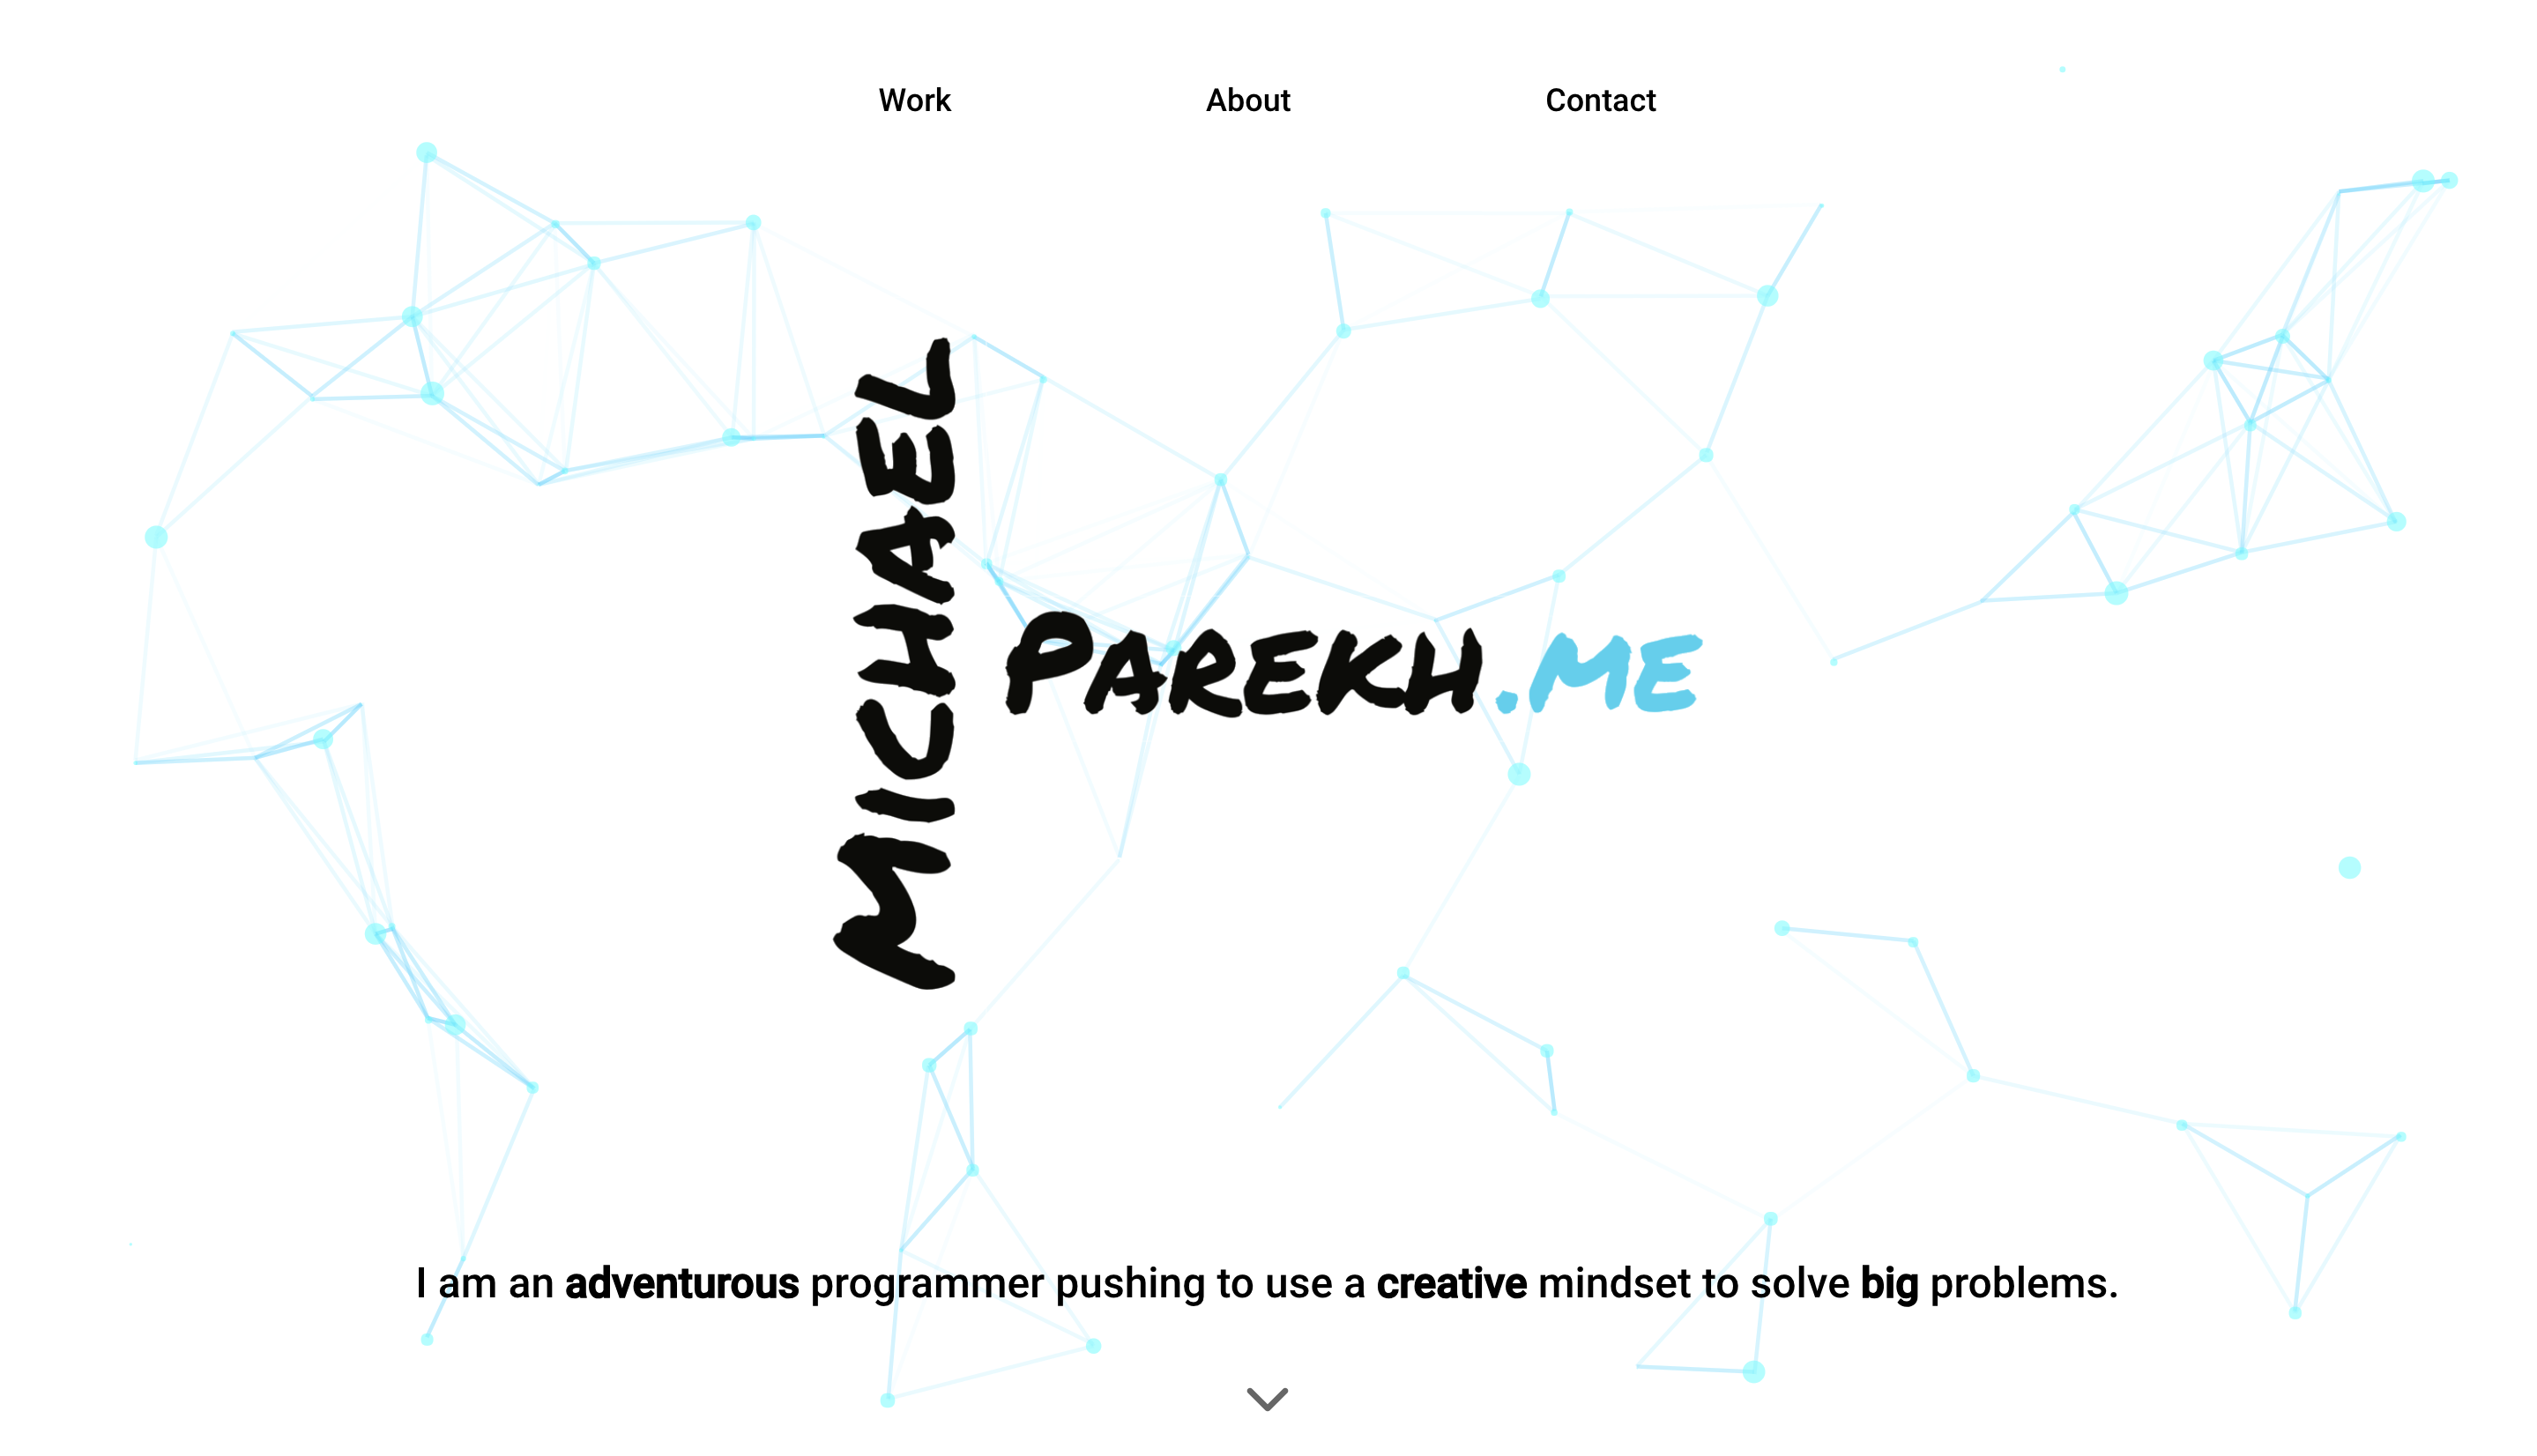 Work About Contact
MICHAEL
PAREKH.ME
I am an adventurous programmer pushing to use a creative mindset to solve big problems.